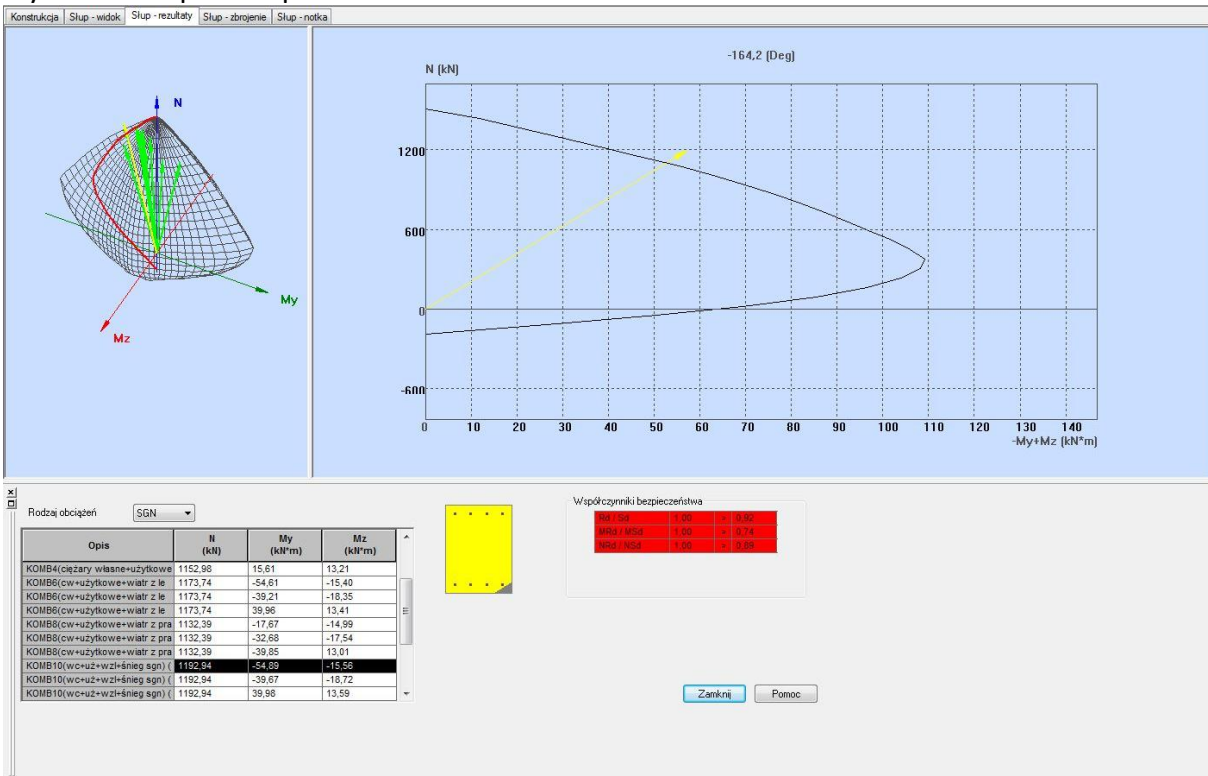 Konstrukcja Słup - widok Słup - rezultaty Słup - zbrojenie Słup - notka
-164,2 (Deg)
N (kN)
N
1200
600
0
-600
My
Mz
0 10 20 30 40 50 60 70 80 90 100 110 120 130 140
-My+Mz (kN*m)
Rodzaj obciążeń SGN
Współczynniki bezpieczeństwa
Rd / Sd 1.00 > 0,92
MRd / MSd 1.00 > 0,74
NRd / NSd 1.00 > 0,89
Opis N (kN) My (kN*m) Mz (kN*m)
KOMB4(ciężary własne+użytkowe 1152,98 15,61 13,21
KOMB6(cw+użytkowe+wiatr z le 1173,74 -54,61 -15,40
KOMB6(cw+użytkowe+wiatr z le 1173,74 -39,21 -18,35
KOMB6(cw+użytkowe+wiatr z le 1173,74 39,96 13,41
KOMB8(cw+użytkowe+wiatr z pra 1132,39 -17,67 -14,99
KOMB8(cw+użytkowe+wiatr z pra 1132,39 -32,68 -17,54
KOMB8(cw+użytkowe+wiatr z pra 1132,39 -39,85 13,01
KOMB10(wc+uż+wzl+śnieg sgn) ( 1192,94 -54,89 -15,56
KOMB10(wc+uż+wzl+śnieg sgn) ( 1192,94 -39,67 -18,72
KOMB10(wc+uż+wzl+śnieg sgn) ( 1192,94 39,98 13,59
Zamknij Pomoc